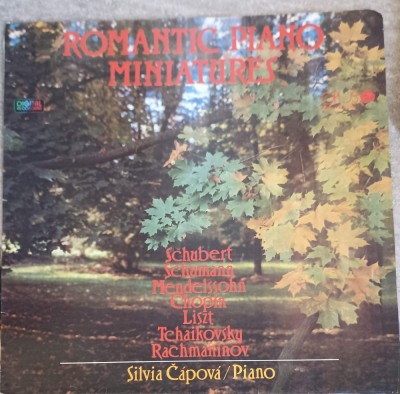 ROMANTIC PIANO
MINIATURES
Schubert
Schumann
Mendelssohn
Chopin
Liszt
Tchaikovsky
Rachmaninov
Silvia Čápová/Piano